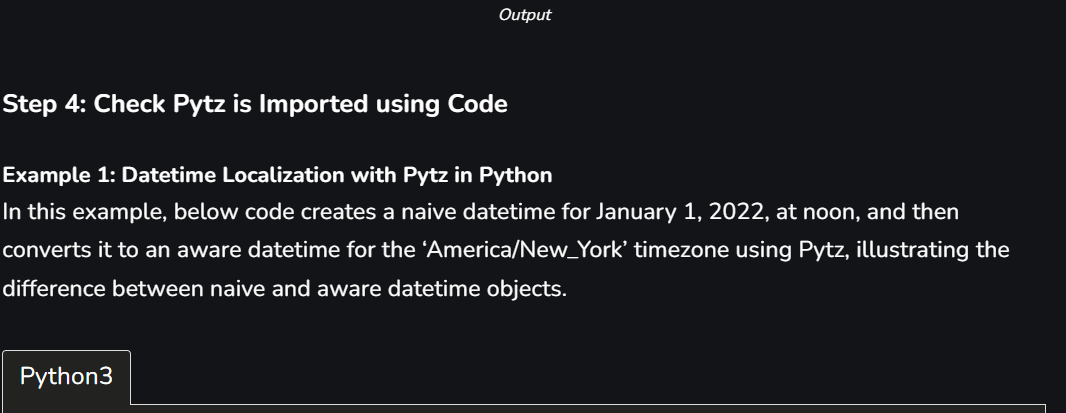 Output
Step 4: Check Pytz is Imported using Code
Example 1: Datetime Localization with Pytz in Python
In this example, below code creates a naive datetime for January 1, 2022, at noon, and then
converts it to an aware datetime for the ‘America/New_York’ timezone using Pytz, illustrating the
difference between naive and aware datetime objects.
Python3